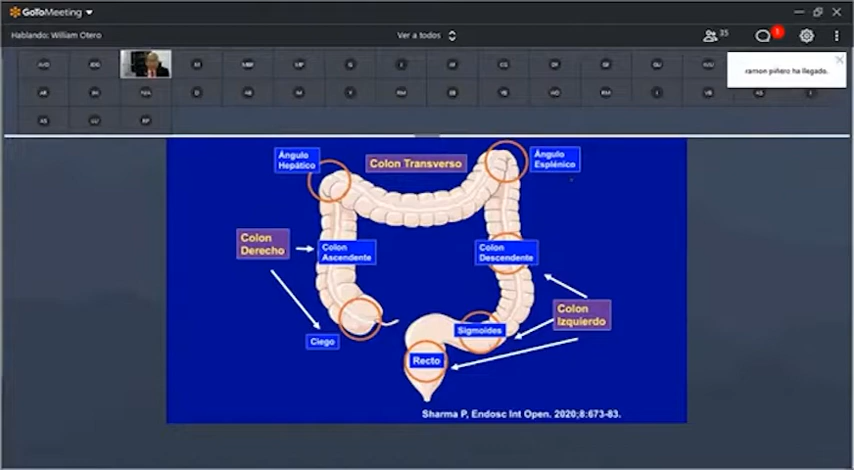 GoToMeeting
Hablando: William Otero
Ver a todos
35
1
ramon piñero ha llegado.
Ángulo
Hepático
Colon Transverso
Ángulo
Esplénico
Colon
Derecho
Colon
Ascendente
Colon
Descendente
Colon
Izquierdo
Ciego
Sigmoides
Recto
Sharma P, Endosc Int Open. 2020;8:673-83.